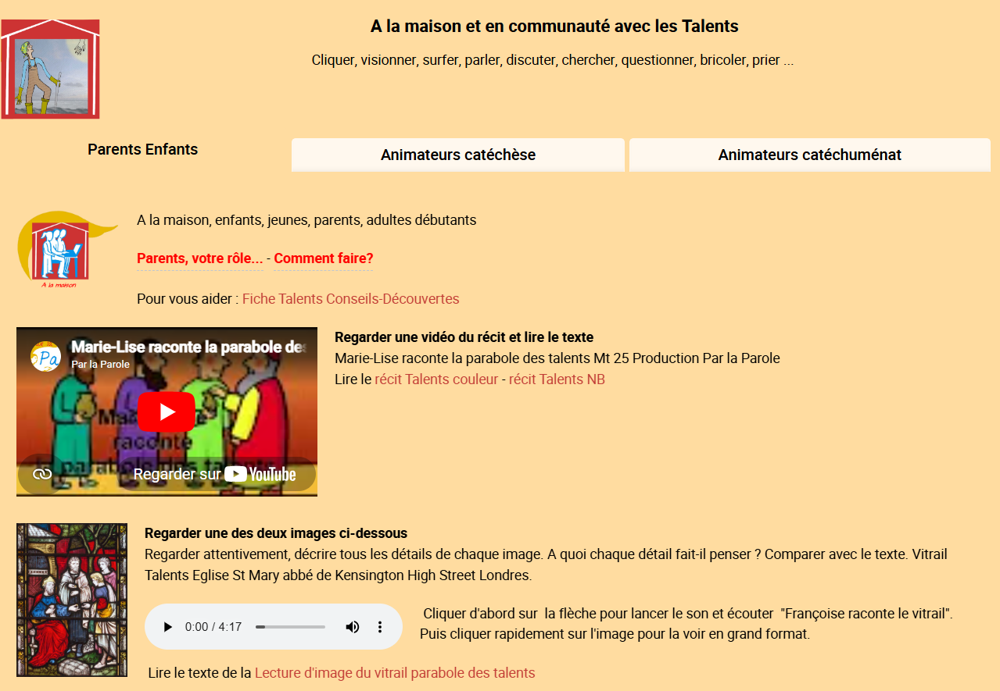 A la maison et en communauté avec les Talents
Cliquer, visionner, surfer, parler, discuter, chercher, questionner, bricoler, prier ...
Parents Enfants
Animateurs catéchèse
Animateurs catéchuménat
A la maison
A la maison, enfants, jeunes, parents, adultes débutants
Parents, votre rôle... - Comment faire?
Pour vous aider : Fiche Talents Conseils-Découvertes
Pa
Marie-Lise raconte la parabole des
Par la Parole
raconte
parabole des talents
Regarder sur YouTube
Regarder une vidéo du récit et lire le texte
Marie-Lise raconte la parabole des talents Mt 25 Production Par la Parole
Lire le récit Talents couleur - récit Talents NB
Regarder une des deux images ci-dessous
Regarder attentivement, décrire tous les détails de chaque image. A quoi chaque détail fait-il penser ? Comparer avec le texte. Vitrail
Talents Eglise St Mary abbé de Kensington High Street Londres.
0:00 / 4:17
Cliquer d'abord sur la flèche pour lancer le son et écouter "Françoise raconte le vitrail".
Puis cliquer rapidement sur l'image pour la voir en grand format.
Lire le texte de la Lecture d'image du vitrail parabole des talents